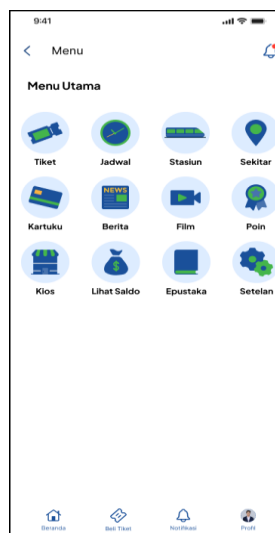 9:41
Menu
Menu Utama
Tiket Jadwal Stasiun Sekitar
NEWS
Kartuku Berita Film Poin
$
Kios Lihat Saldo Epustaka Setelan
Beranda Beli Tiket Notifikasi Profil